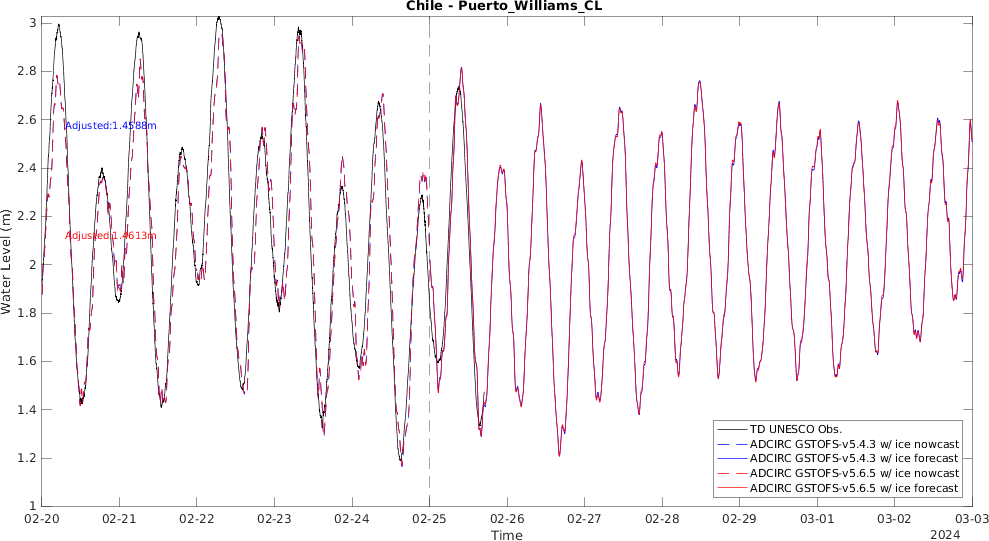 Chile - Puerto_Williams_CL
3
2.8
2.6
2.4
2.2
2
1.8
1.6
1.4
1.2
1
Water Level (m)
Adjusted:1.4588m
Adjusted:1.4613m
TD UNESCO Obs.
ADCIRC GSTOFS-v5.4.3 w/ ice nowcast
ADCIRC GSTOFS-v5.4.3 w/ ice forecast
ADCIRC GSTOFS-v5.6.5 w/ ice nowcast
ADCIRC GSTOFS-v5.6.5 w/ ice forecast
02-20 02-21 02-22 02-23 02-24 02-25 02-26 02-27 02-28 02-29 03-01 03-02 03-03
Time
2024